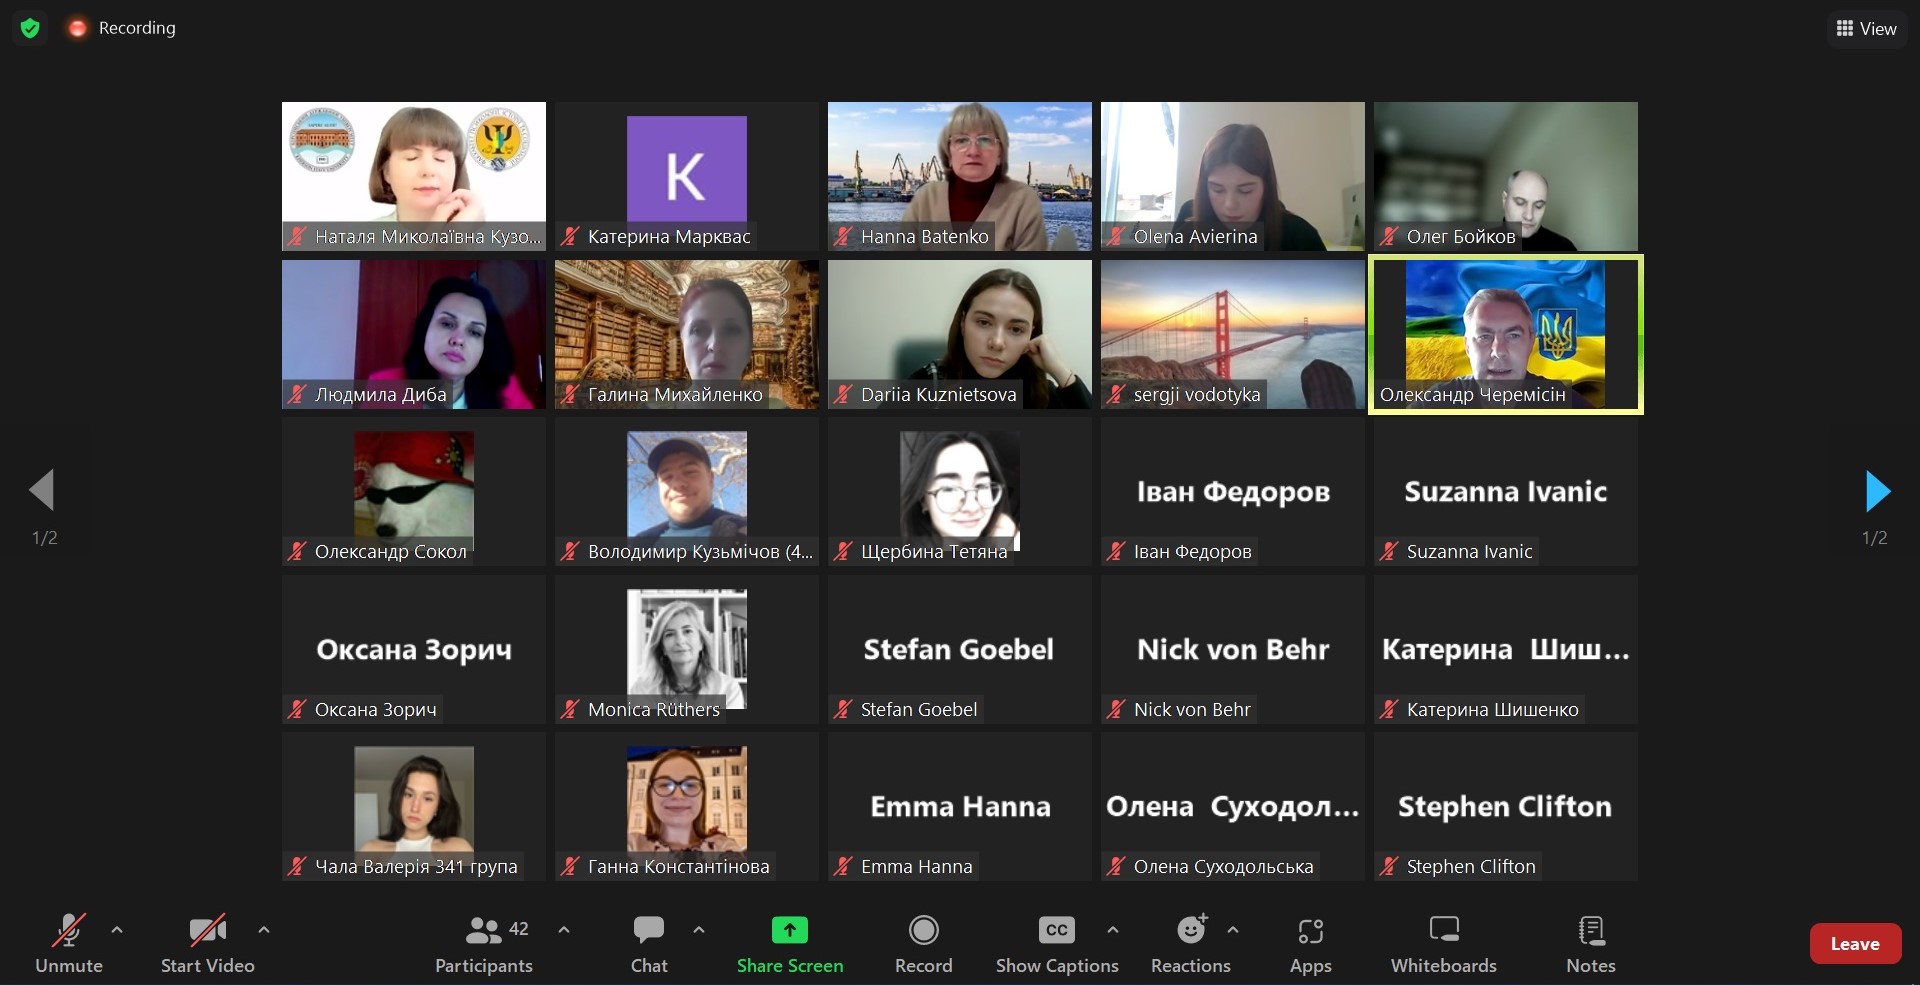 Recording
View
Наталя Миколаївна Кузо...
K
Катерина Марквас
Hanna Batenko
Olena Avierina
Олег Бойков
Людмила Диба
Галина Михайленко
Dariia Kuznietsova
sergji vodotyka
Олександр Черемісін
Олександр Сокол
Володимир Кузьмічов (4...
Щербина Тетяна
Іван Федоров
Іван Федоров
Suzanna Ivanic
Suzanna Ivanic
1/2
1/2
Оксана Зорич
Оксана Зорич
Monica Rüthers
Stefan Goebel
Stefan Goebel
Nick von Behr
Nick von Behr
Катерина Шиш...
Катерина Шишенко
Чала Валерія 341 група
Ганна Константінова
Emma Hanna
Emma Hanna
Олена Суходол...
Олена Суходольська
Stephen Clifton
Stephen Clifton
Unmute
Start Video
42
Participants
Chat
Share Screen
Record
CC
Show Captions
Reactions
Apps
Whiteboards
Notes
Leave